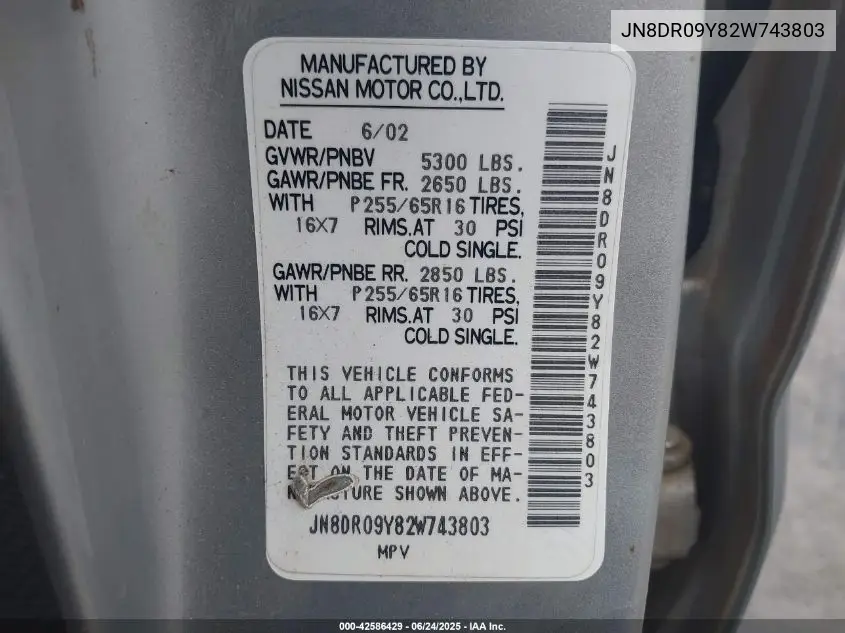 JN8DR09Y82W743803
MANUFACTURED BY
NISSAN MOTOR CO.,LTD.
DATE 6/02
GVWR/PNBV 5300 LBS.
GAWR/PNBE FR. 2650 LBS.
WITH P255/65R16 TIRES,
16X7 RIMS.AT 30 PSI
COLD SINGLE.
GAWR/PNBE RR. 2850 LBS.
WITH P255/65R16 TIRES,
16X7 RIMS.AT 30 PSI
COLD SINGLE.
THIS VEHICLE CONFORMS
TO ALL APPLICABLE FED-
ERAL MOTOR VEHICLE SA-
FETY AND THEFT PREVEN-
TION STANDARDS IN EFF-
ECT ON THE DATE OF MA-
SHOWN ABOVE.
JN8DR09Y82W743803
MPV
JN8DR09Y82W743803
000-42586429 - 06/24/2025 - IAA Inc.